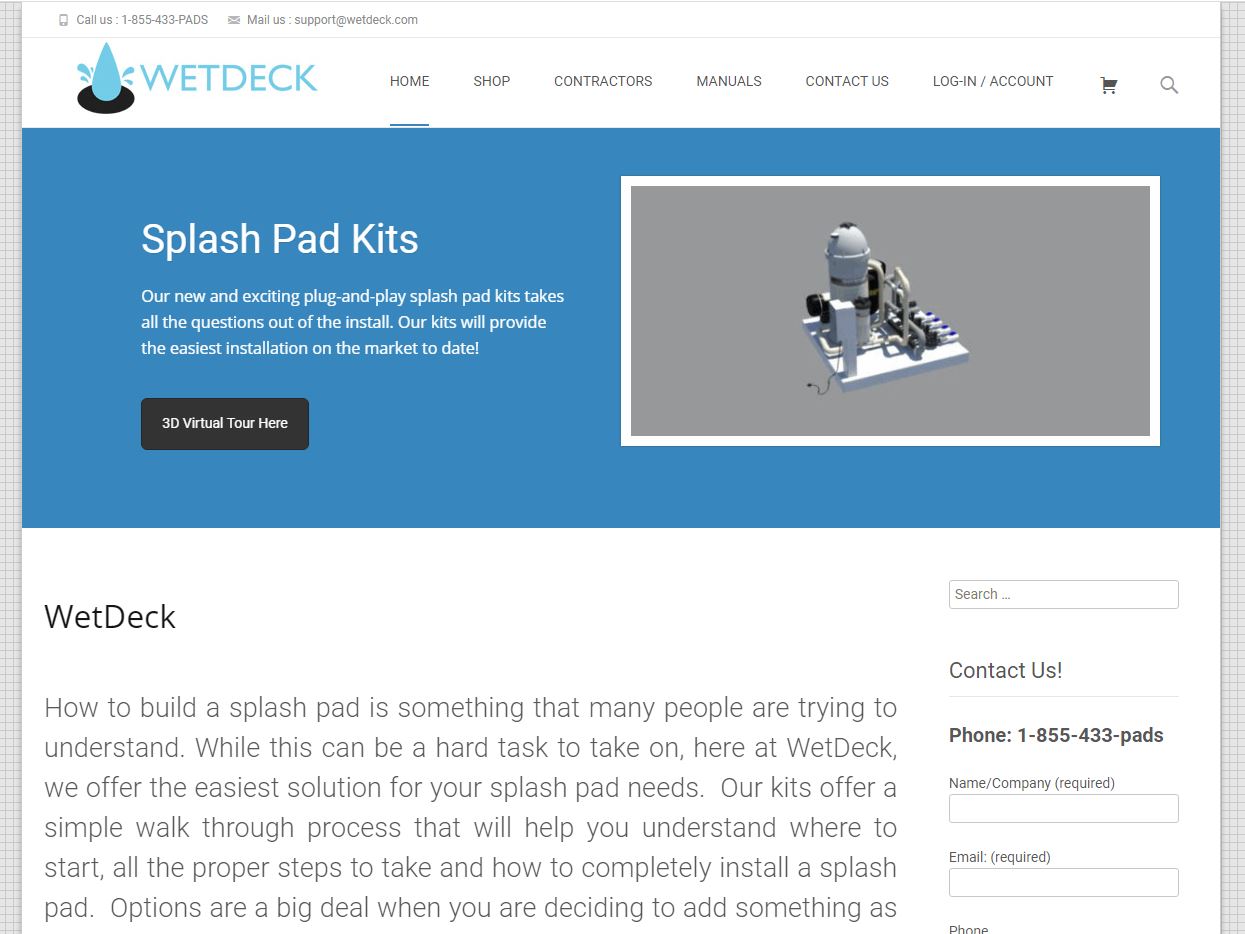 Call us : 1-855-433-PADS Mail us : support@wetdeck.com
WETDECK
HOME SHOP CONTRACTORS MANUALS CONTACT US LOG-IN / ACCOUNT
Splash Pad Kits
Our new and exciting plug-and-play splash pad kits takes
all the questions out of the install. Our kits will provide
the easiest installation on the market to date!
3D Virtual Tour Here
WetDeck
How to build a splash pad is something that many people are trying to
understand. While this can be a hard task to take on, here at WetDeck,
we offer the easiest solution for your splash pad needs.  Our kits offer a
simple walk through process that will help you understand where to
start, all the proper steps to take and how to completely install a splash
pad.  Options are a big deal when you are deciding to add something as
Search …
Contact Us!
Phone: 1-855-433-pads
Name/Company (required)
Email: (required)
Phone